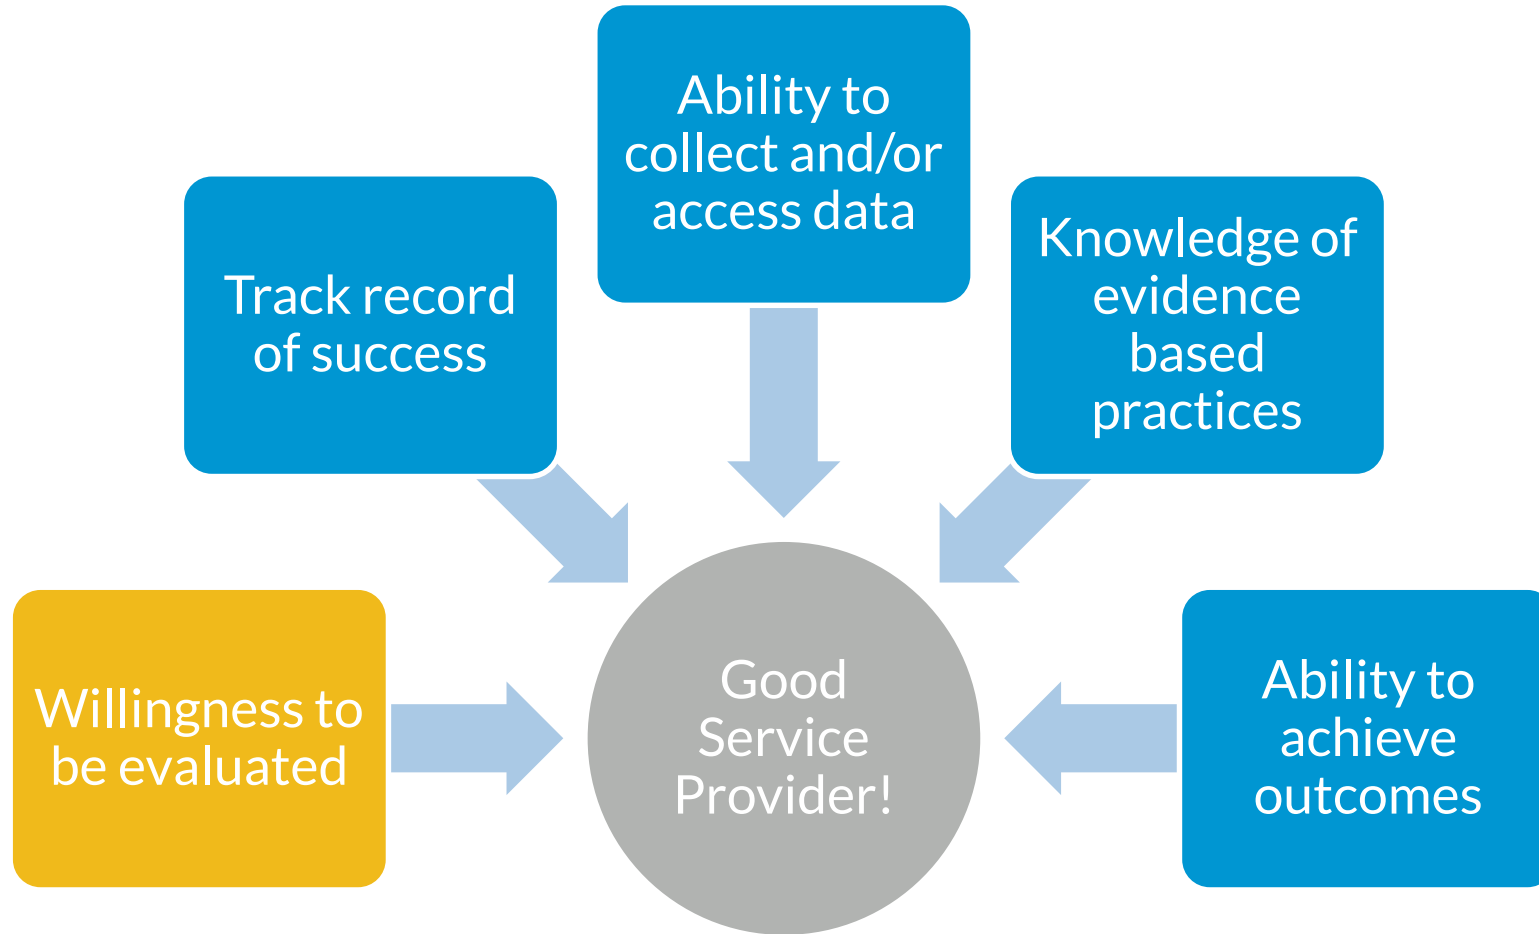 Ability to
collect and/or
access data
Track record
of success
Knowledge of
evidence
based
practices
Willingness to
be evaluated
Good
Service
Provider!
Ability to
achieve
outcomes